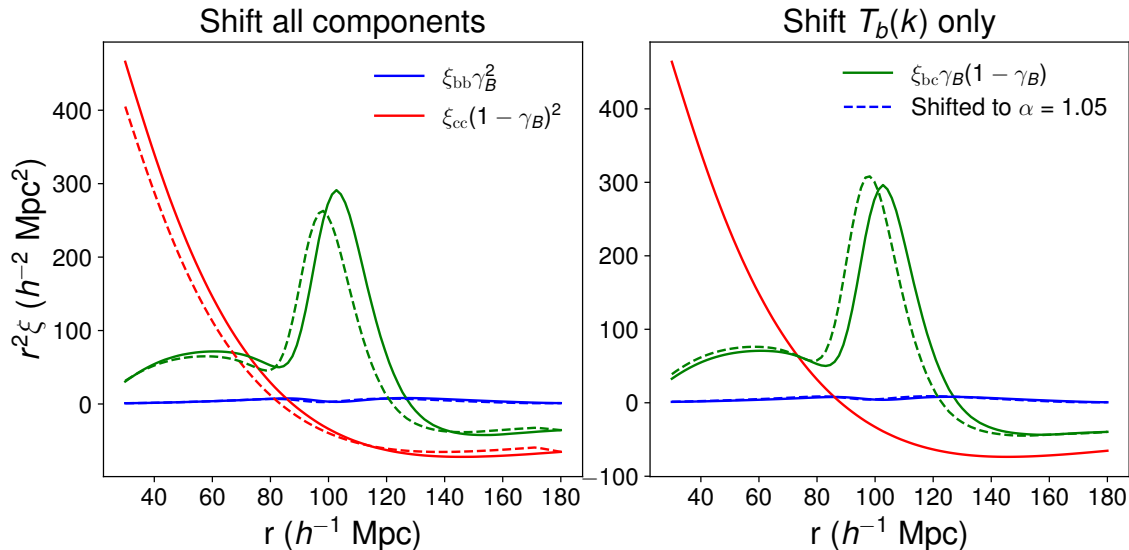 Shift all components
Shift $T_b(k)$ only
$r^2\xi$ ($h^{-2}$ Mpc$^2$)
400
300
200
100
0
$\xi_{\mathrm{bb}}\gamma_B^2$
$\xi_{\mathrm{cc}}(1-\gamma_B)^2$
40 60 80 100 120 140 160 180
r ($h^{-1}$ Mpc)
400
300
200
100
0
−100
$\xi_{\mathrm{bc}}\gamma_B(1-\gamma_B)$
Shifted to $\alpha$ = 1.05
40 60 80 100 120 140 160 180
r ($h^{-1}$ Mpc)